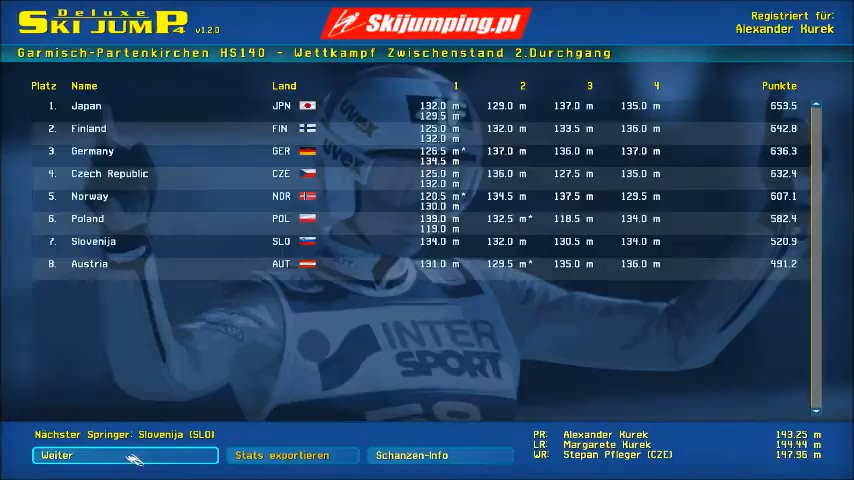 Deluxe
SKI JUMP 4 v1.2.0
Skijumping.pl
Registriert für:
Alexander Kurek
Garmisch-Partenkirchen HS140 - Wettkampf Zwischenstand 2.Durchgang
Platz Name Land 1 2 3 4 Punkte
1. Japan JPN 132.0 m 129.0 m 137.0 m 135.0 m 653.5
129.5 m
2. Finland FIN 125.0 m 132.0 m 133.5 m 136.0 m 642.8
132.0 m
3. Germany GER 126.5 m* 137.0 m 136.0 m 137.0 m 636.3
134.5 m
4. Czech Republic CZE 125.0 m 136.0 m 127.5 m 135.0 m 632.4
132.0 m
5. Norway NOR 120.5 m* 134.5 m 137.5 m 129.5 m 607.1
130.0 m
6. Poland POL 139.0 m 132.5 m* 118.5 m 134.0 m 582.4
119.0 m
7. Slovenija SLO 134.0 m 132.0 m 130.5 m 134.0 m 520.9
8. Austria AUT 131.0 m 129.5 m* 135.0 m 136.0 m 491.2
uvex
uvex
INTER
SPORT
Nächster Springer: Slovenija (SLO)
Weiter
Stats exportieren
Schanzen-Info
PR: Alexander Kurek 143.25 m
LR: Margarete Kurek 144.44 m
WR: Stepan Pfleger (CZE) 147.96 m